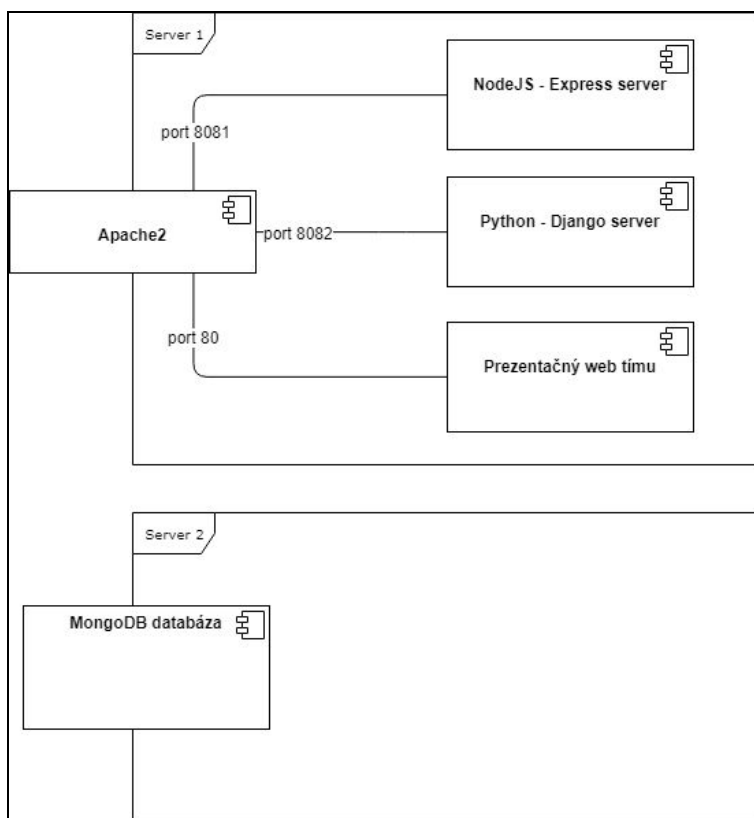 Server 1
NodeJS - Express server
port 8081
Python - Django server
Apache2
port 8082
port 80
Prezentačný web tímu
Server 2
MongoDB databáza